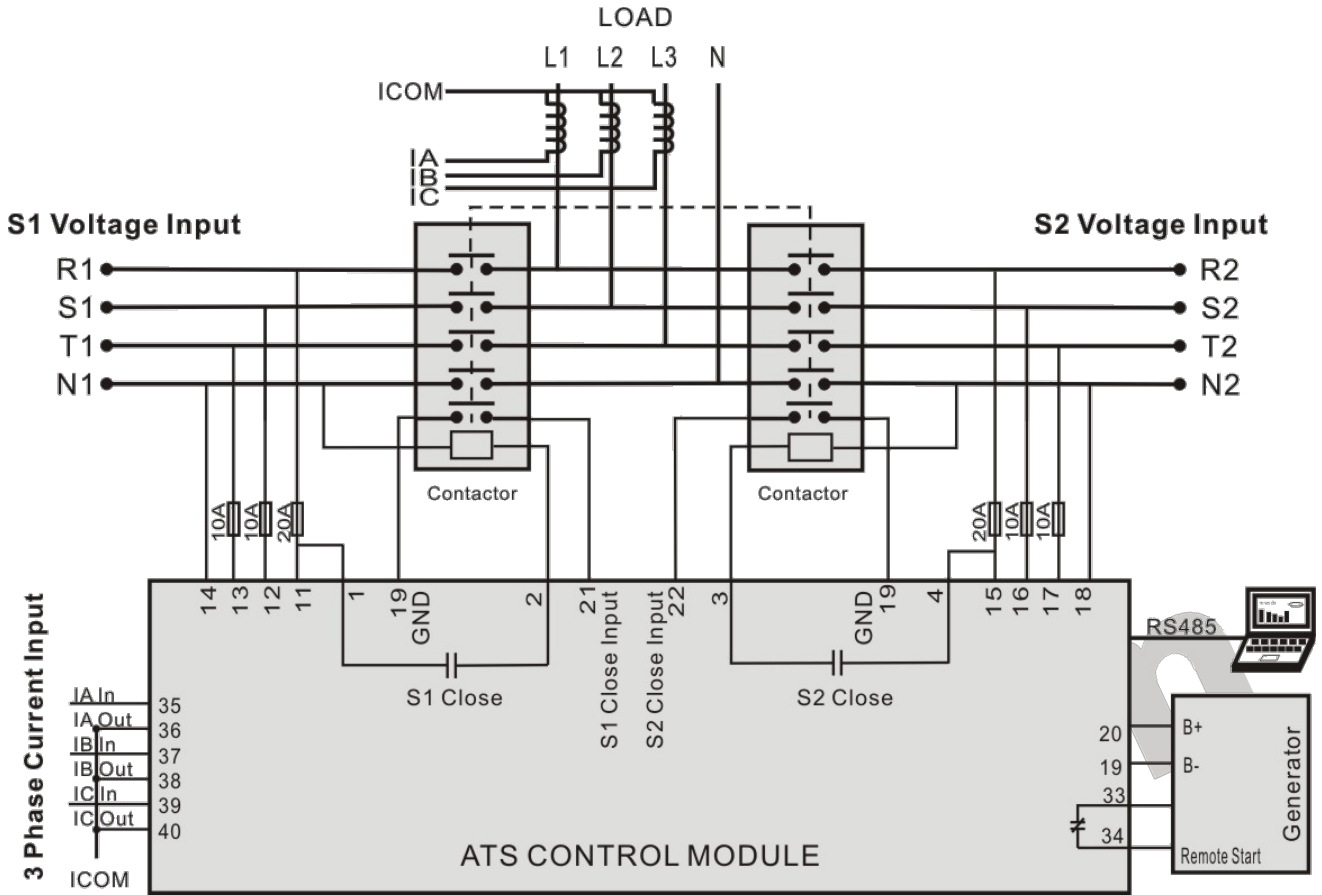 LOAD
L1 L2 L3 N
ICOM
IA
IB
IC
S1 Voltage Input
S2 Voltage Input
R1
R2
S1
S2
T1
T2
N1
N2
Contactor
Contactor
10A 10A 20A
20A 10A 10A
14 13 12 11 1 19 GND 2 21 S1 Close Input S2 Close Input 22 3 GND 19 4 15 16 17 18
RS485
S1 Close
S2 Close
3 Phase Current Input
IA In
35
IA Out
36
IB In
37
IB Out
38
IC In
39
IC Out
40
ICOM
20
B+
19
B-
33
34
Remote Start
Generator
ATS CONTROL MODULE